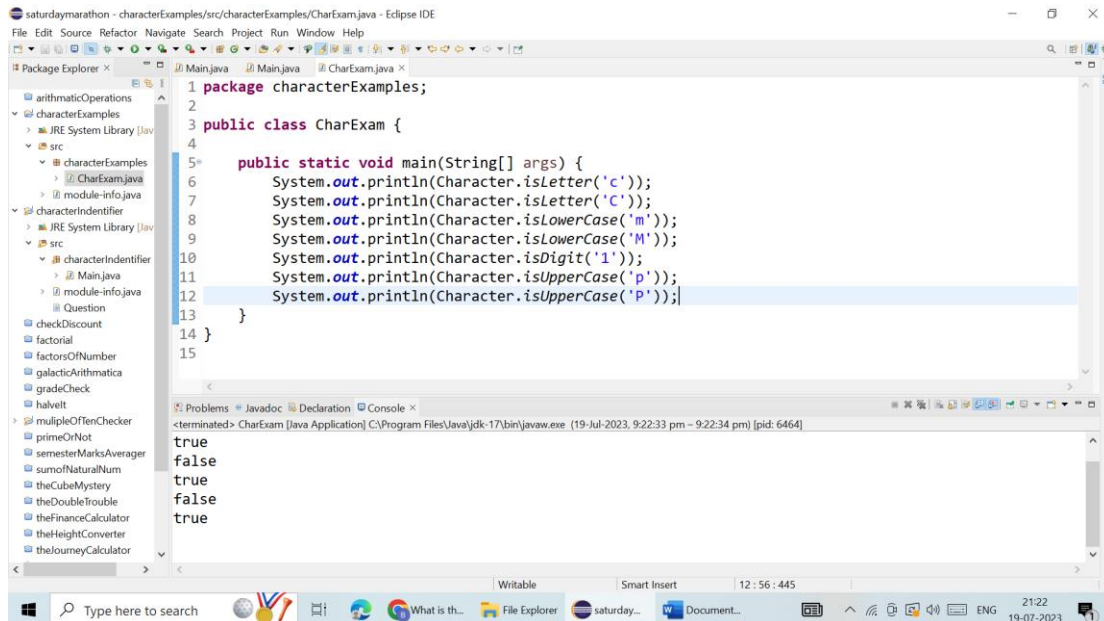 saturdaymarathon - characterExamples/src/characterExamples/CharExam.java - Eclipse IDE
File Edit Source Refactor Navigate Search Project Run Window Help
Package Explorer × Main.java Main.java CharExam.java ×
arithmaticOperations
characterExamples
JRE System Library [Jav
src
characterExamples
CharExam.java
module-info.java
characterIndentifier
JRE System Library [Jav
src
characterIndentifier
Main.java
module-info.java
Question
checkDiscount
factorial
factorsOfNumber
galacticArithmatica
gradeCheck
halveIt
mulipleOfTenChecker
primeOrNot
semesterMarksAverager
sumofNaturalNum
theCubeMystery
theDoubleTrouble
theFinanceCalculator
theHeightConverter
theJourneyCalculator
1 package characterExamples;
2
3 public class CharExam {
4
5 public static void main(String[] args) {
6 System.out.println(Character.isLetter('c'));
7 System.out.println(Character.isLetter('C'));
8 System.out.println(Character.isLowerCase('m'));
9 System.out.println(Character.isLowerCase('M'));
10 System.out.println(Character.isDigit('1'));
11 System.out.println(Character.isUpperCase('p'));
12 System.out.println(Character.isUpperCase('P'));
13 }
14 }
15
Problems Javadoc Declaration Console ×
<terminated> CharExam [Java Application] C:\Program Files\Java\jdk-17\bin\javaw.exe (19-Jul-2023, 9:22:33 pm – 9:22:34 pm) [pid: 6464]
true
false
true
false
true
Writable Smart Insert 12 : 56 : 445
Type here to search What is th... File Explorer saturday... Document... ENG 21:22
19-07-2023